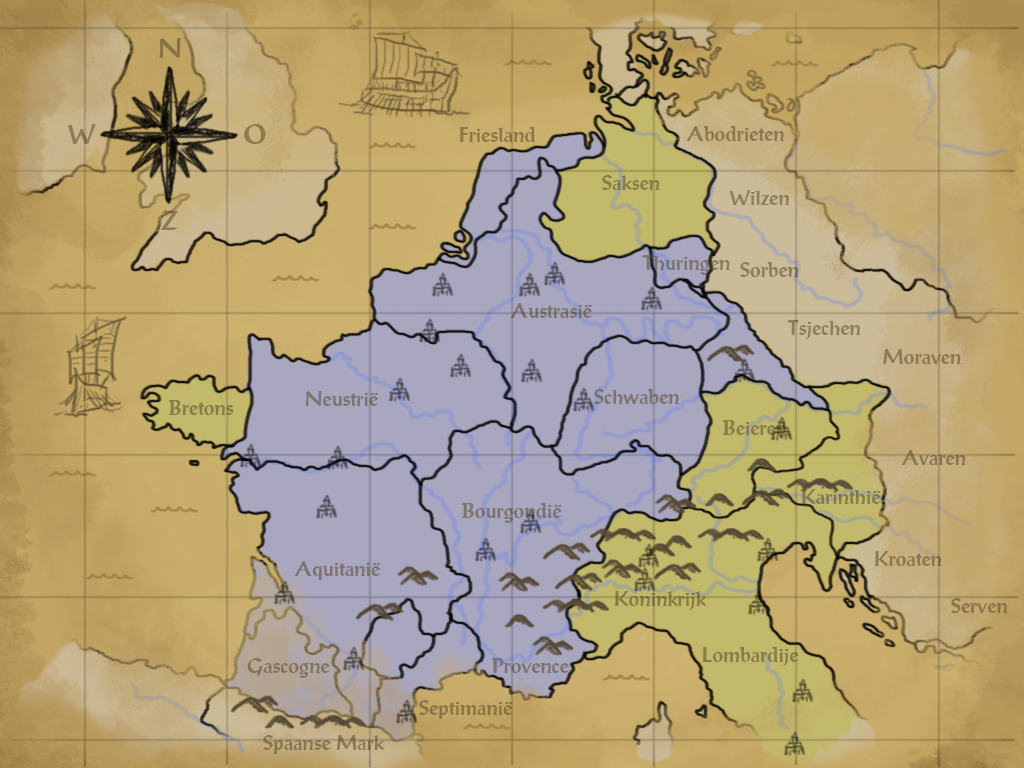 N
W
O
Z
Friesland
Abodrieten
Saksen
Wilzen
Thuringen
Sorben
Austrasië
Tsjechen
Moraven
Neustrië
Schwaben
Bretons
Beieren
Avaren
Karinthië
Bourgondië
Kroaten
Aquitanië
Koninkrijk
Serven
Lombardije
Gascogne
Provence
Septimanië
Spaanse Mark